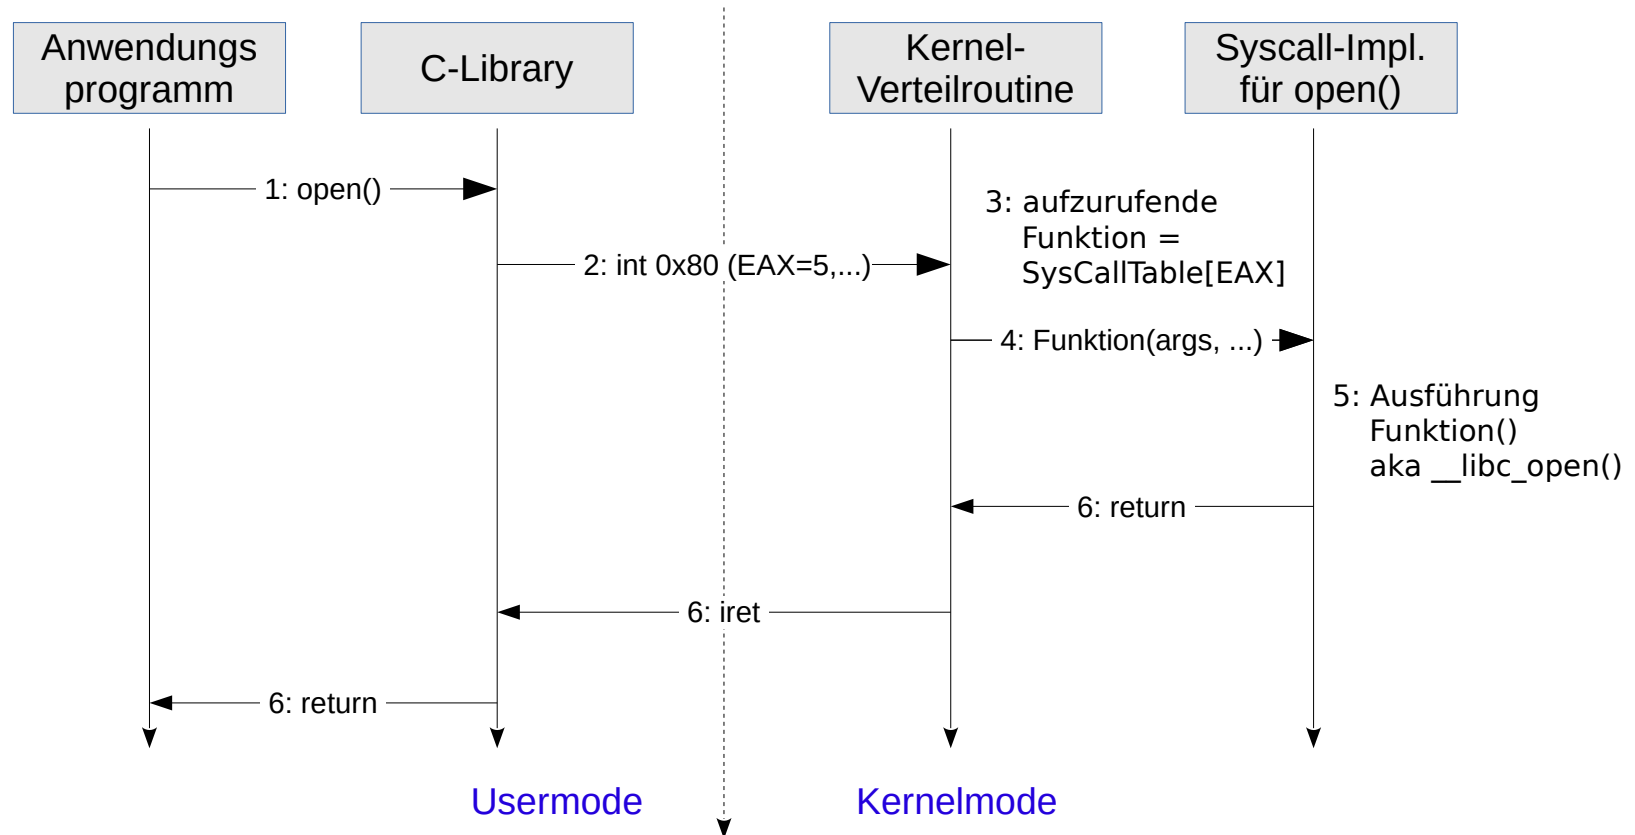 Anwendungs
programm
C-Library
Kernel-
Verteilroutine
Syscall-Impl.
für open()
1: open()
2: int 0x80 (EAX=5,...)
3: aufzurufende
Funktion =
SysCallTable[EAX]
4: Funktion(args, ...)
5: Ausführung
Funktion()
aka __libc_open()
6: return
6: iret
6: return
Usermode
Kernelmode